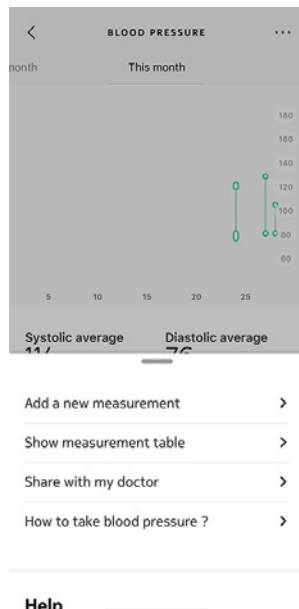 BLOOD PRESSURE
month This month
180
160
140
120
100
80
60
5 10 15 20 25
Systolic average Diastolic average
Add a new measurement
Show measurement table
Share with my doctor
How to take blood pressure ?
Help